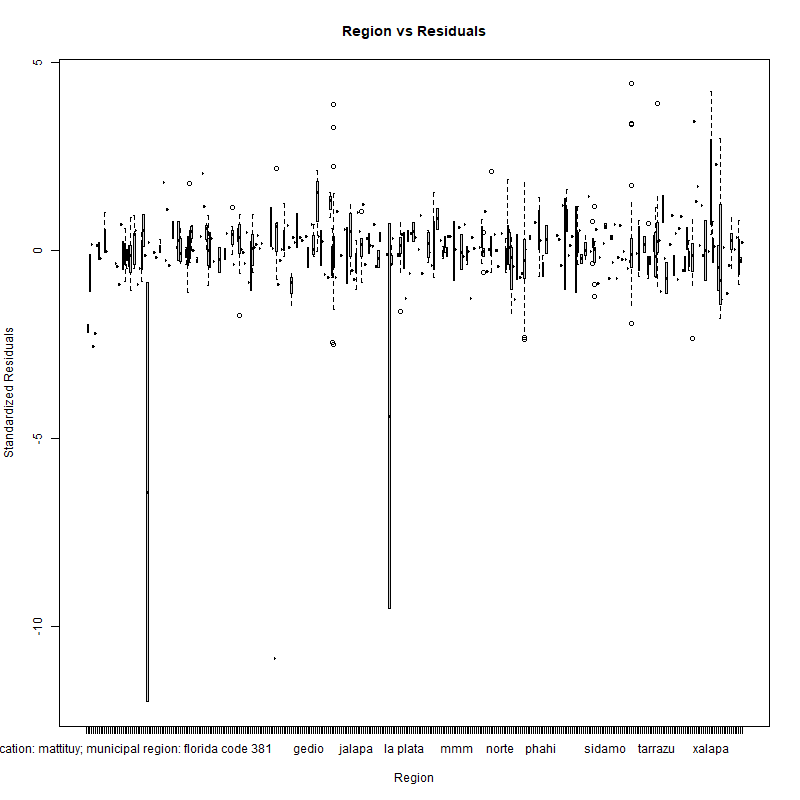 Region vs Residuals
Standardized Residuals
5
0
-5
-10
cation: mattituy; municipal region: florida code 381 gedio jalapa la plata mmm norte phahi sidamo tarrazu xalapa
Region